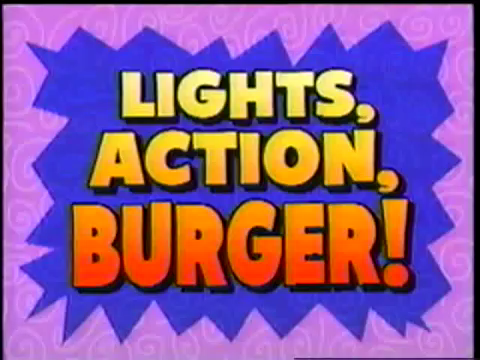 LIGHTS,
ACTION,
BURGER!